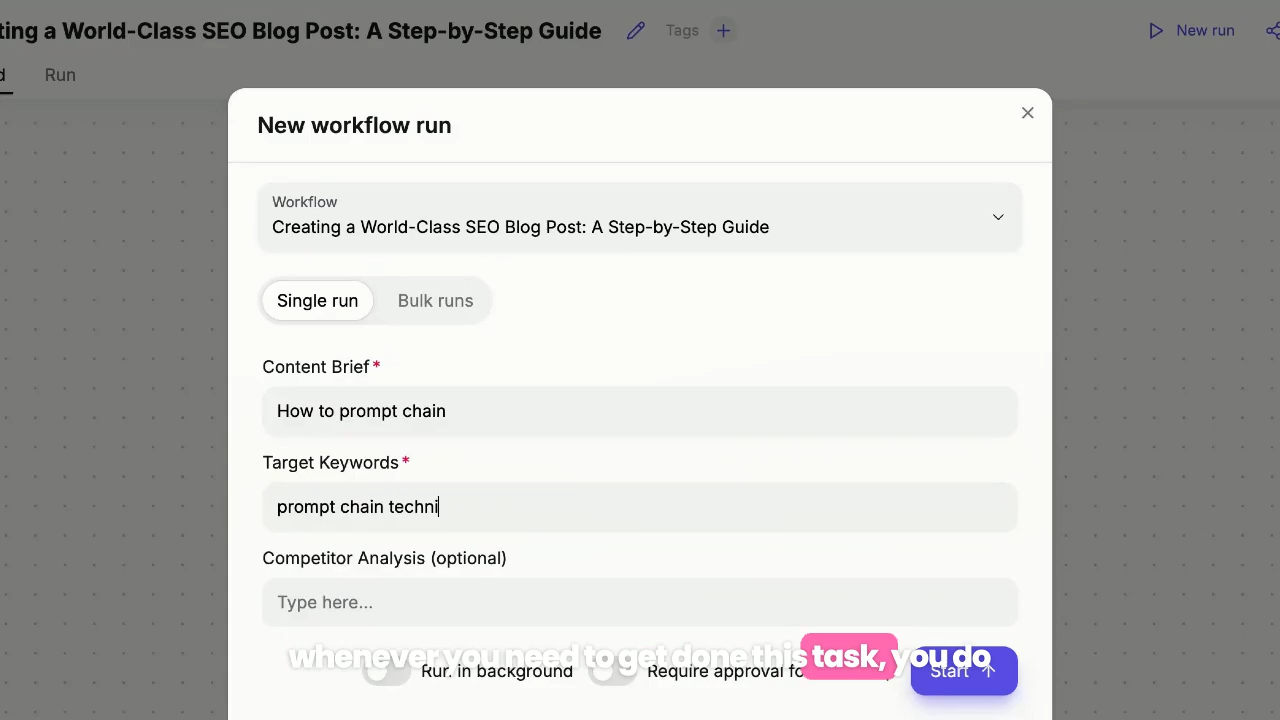 ting a World-Class SEO Blog Post: A Step-by-Step Guide
Tags +
New run
d
Run
New workflow run
Workflow
Creating a World-Class SEO Blog Post: A Step-by-Step Guide
Single run
Bulk runs
Content Brief*
How to prompt chain
Target Keywords*
prompt chain techni
Competitor Analysis (optional)
Type here...
whenever you need to get done this task, you do
Run in background
Require approval fo
Start ↑